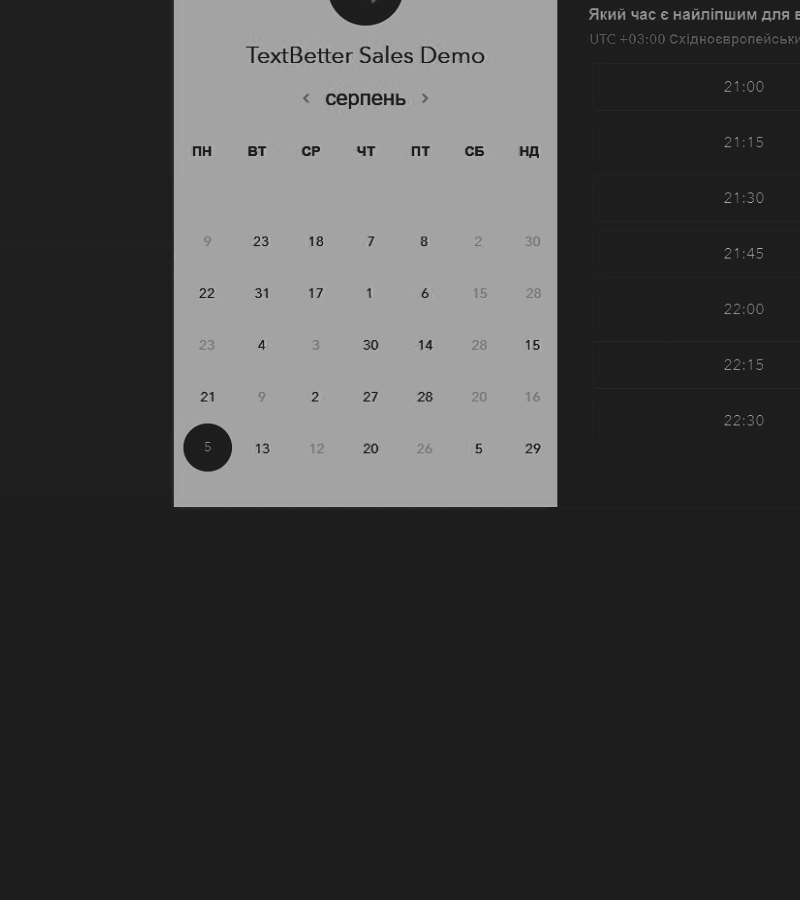 TextBetter Sales Demo
< серпень >
ПН ВТ СР ЧТ ПТ СБ НД
9 23 18 7 8 2 30
22 31 17 1 6 15 28
23 4 3 30 14 28 15
21 9 2 27 28 20 16
5 13 12 20 26 5 29
Який час є найліпшим для
UTC +03:00
21:00
21:15
21:30
21:45
22:00
22:15
22:30